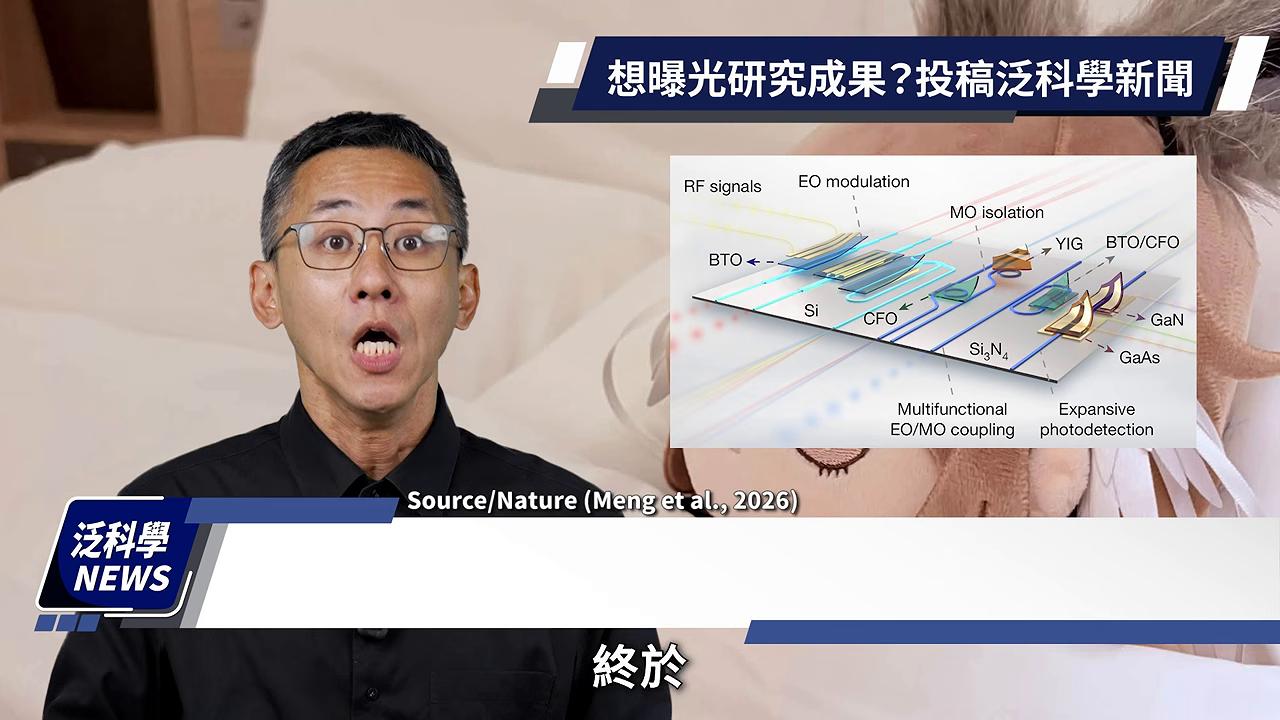 想曝光研究成果？投稿泛科學新聞
RF signals
EO modulation
MO isolation
YIG
BTO/CFO
BTO
Si
CFO
GaN
Si3N4
GaAs
Multifunctional
EO/MO coupling
Expansive
photodetection
Source/Nature (Meng et al., 2026)
泛科學
NEWS
終於